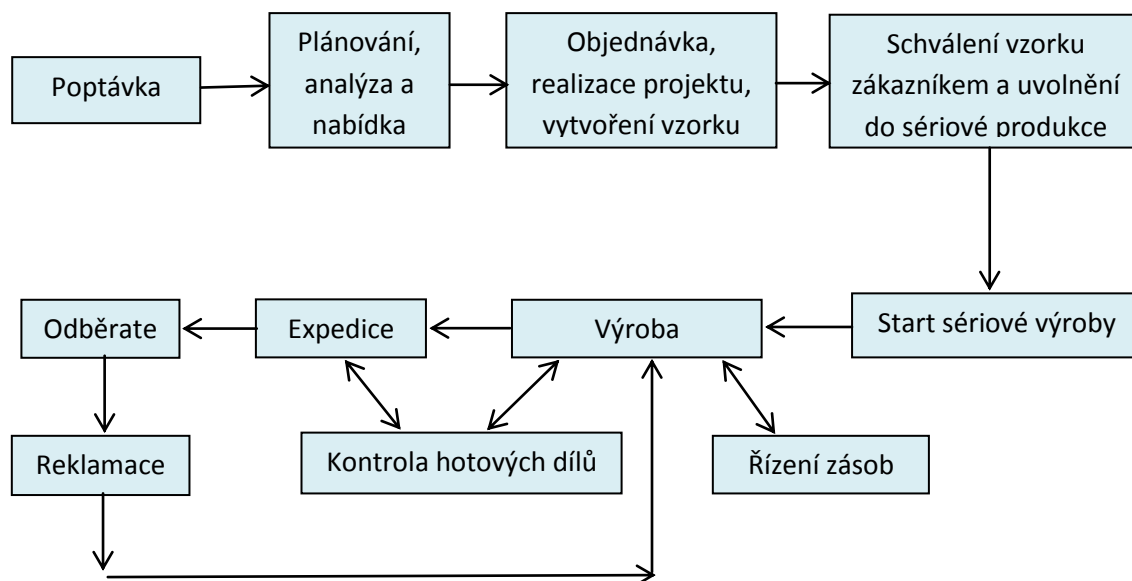 Poptávka
Plánování,
analýza a
nabídka
Objednávka,
realizace projektu,
vytvoření vzorku
Schválení vzorku
zákazníkem a uvolnění
do sériové produkce
Odběrate
Expedice
Výroba
Start sériové výroby
Reklamace
Kontrola hotových dílů
Řízení zásob